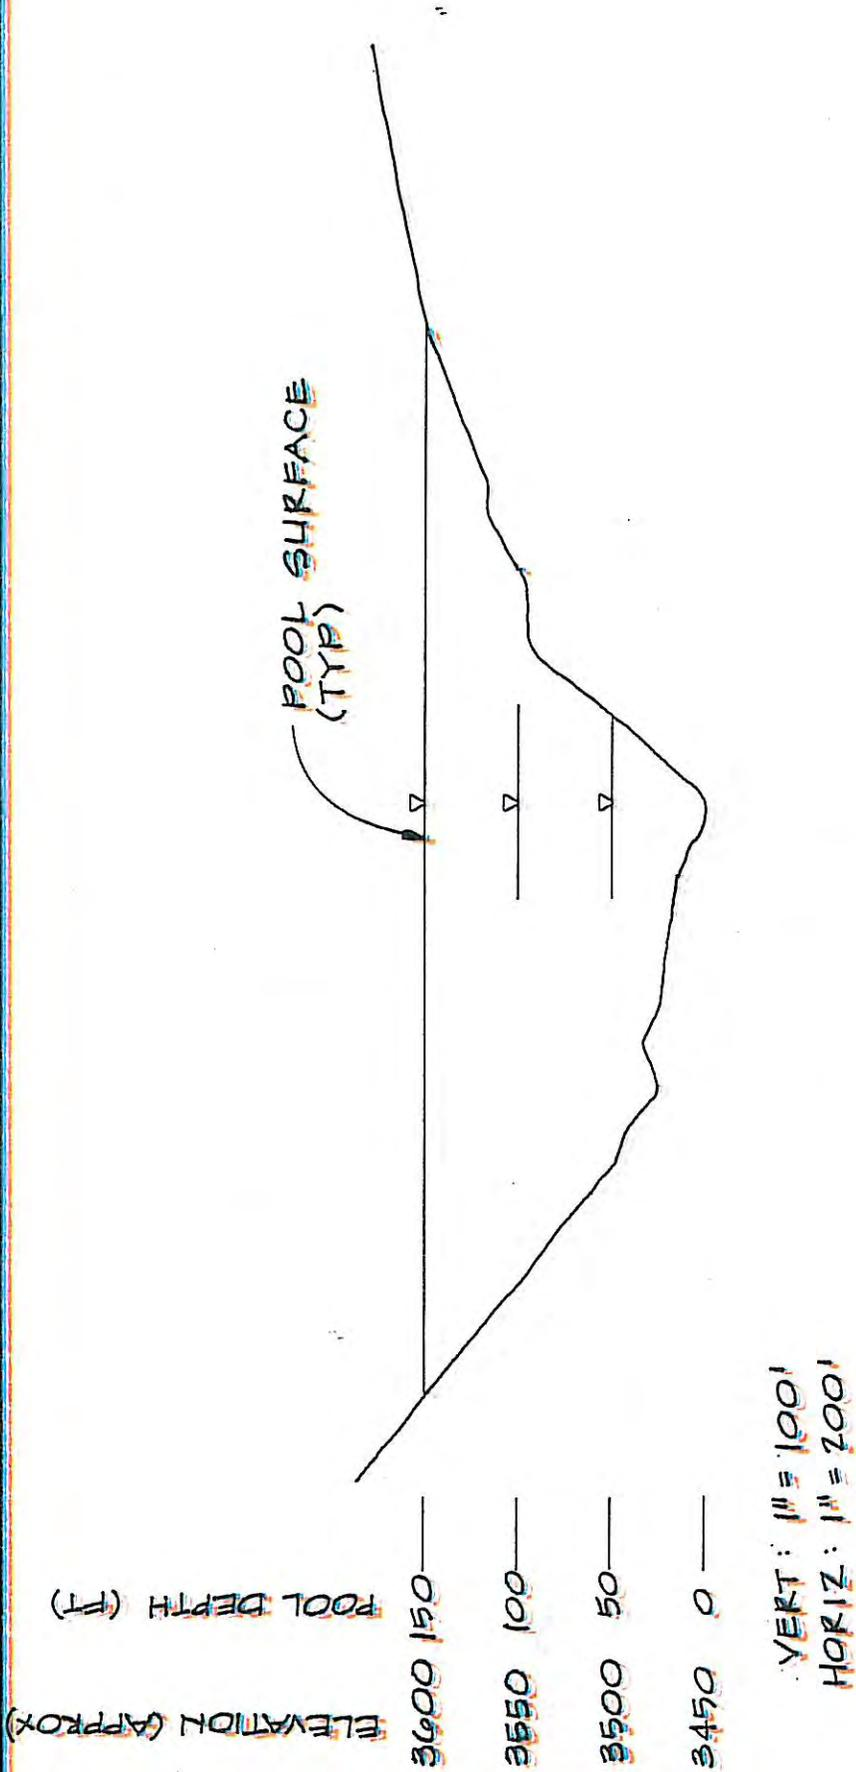 POOL SURFACE
(TYP)
ELEVATION (APPROX)
POOL DEPTH (FT)
3600 150
3550 100
3500 50
3450 0
VERT: 1" = 100'
HORIZ: 1" = 200'